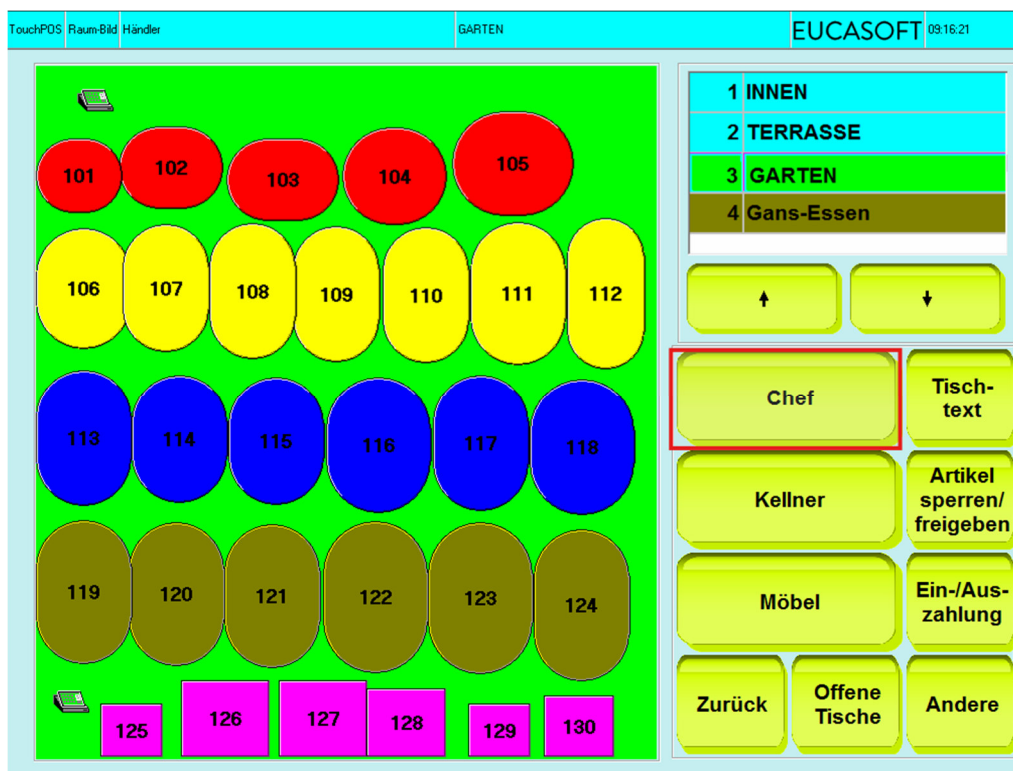 TouchPOS Raum-Bild Händler GARTEN EUCASOFT 09:16:21
1 INNEN
2 TERRASSE
3 GARTEN
4 Gans-Essen
101 102 103 104 105
106 107 108 109 110 111 112
113 114 115 116 117 118
119 120 121 122 123 124
125 126 127 128 129 130
Chef
Tisch-
text
Kellner
Artikel
sperren/
freigeben
Möbel
Ein-/Aus-
zahlung
Zurück
Offene
Tische
Andere